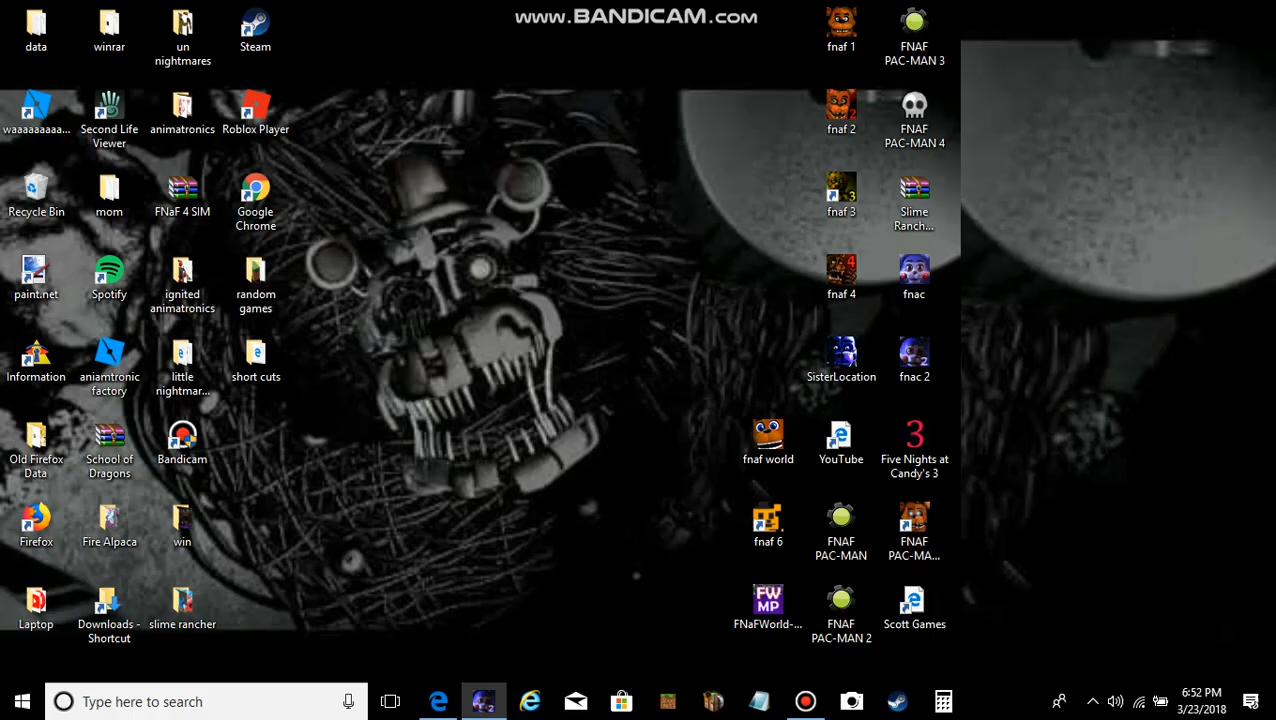 www.BANDICAM.com
data
winrar
un
nightmares
Steam
fnaf 1
FNAF
PAC-MAN 3
waaaaaaaaa...
Second Life
Viewer
animatronics
Roblox Player
fnaf 2
FNAF
PAC-MAN 4
Recycle Bin
mom
FNaF 4 SIM
Google
Chrome
fnaf 3
Slime
Ranch...
paint.net
Spotify
ignited
animatronics
random
games
fnaf 4
fnac
Information
aniamtronic
factory
little
nightmar...
short cuts
SisterLocation
fnac 2
Old Firefox
Data
School of
Dragons
Bandicam
fnaf world
YouTube
Five Nights at
Candy's 3
Firefox
Fire Alpaca
win
fnaf 6
FNAF
PAC-MAN
FNAF
PAC-MA...
Laptop
Downloads -
Shortcut
slime rancher
FW
MP
FNaFWorld-...
FNAF
PAC-MAN 2
Scott Games
Type here to search
6:52 PM
3/23/2018